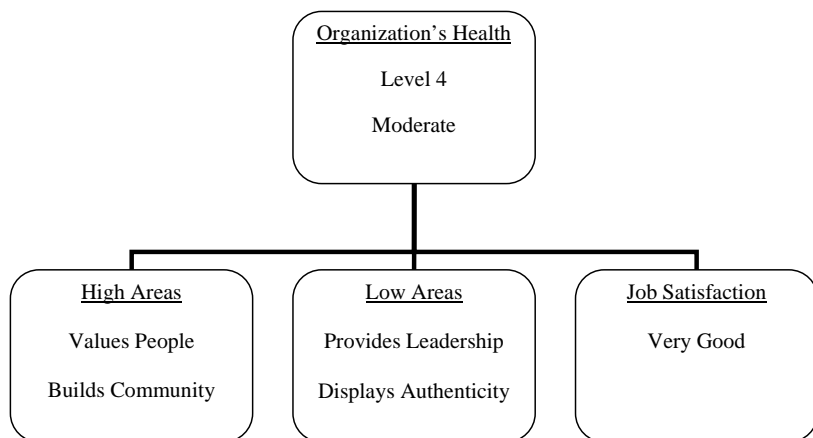 Organization’s Health
Level 4
Moderate
High Areas
Values People
Builds Community
Low Areas
Provides Leadership
Displays Authenticity
Job Satisfaction
Very Good